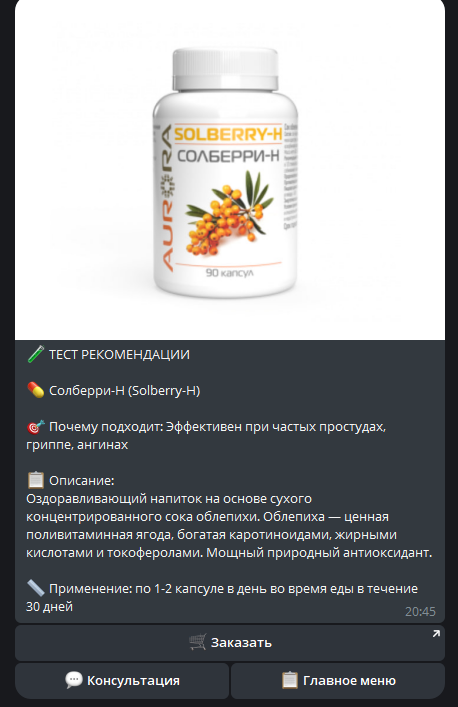 AURORA
SOLBERRY-H
СОЛБЕРРИ-Н
90 капсул
ТЕСТ РЕКОМЕНДАЦИИ
Солберри-Н (Solberry-H)
Почему подходит: Эффективен при частых простудах,
гриппе, ангинах
Описание:
Оздоравливающий напиток на основе сухого
концентрированного сока облепихи. Облепиха — ценная
поливитаминная ягода, богатая каротиноидами, жирными
кислотами и токоферолами. Мощный природный антиоксидант.
Применение: по 1-2 капсуле в день во время еды в течение
30 дней
20:45
Заказать
Консультация
Главное меню